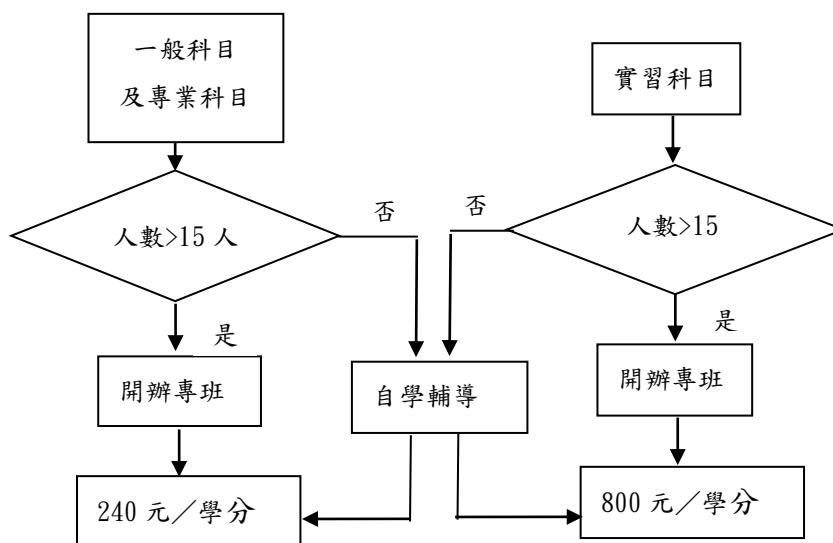 一般科目
及專業科目
實習科目
人數>15 人
否
否
人數>15
是
是
開辦專班
自學輔導
開辦專班
240 元／學分
800 元／學分